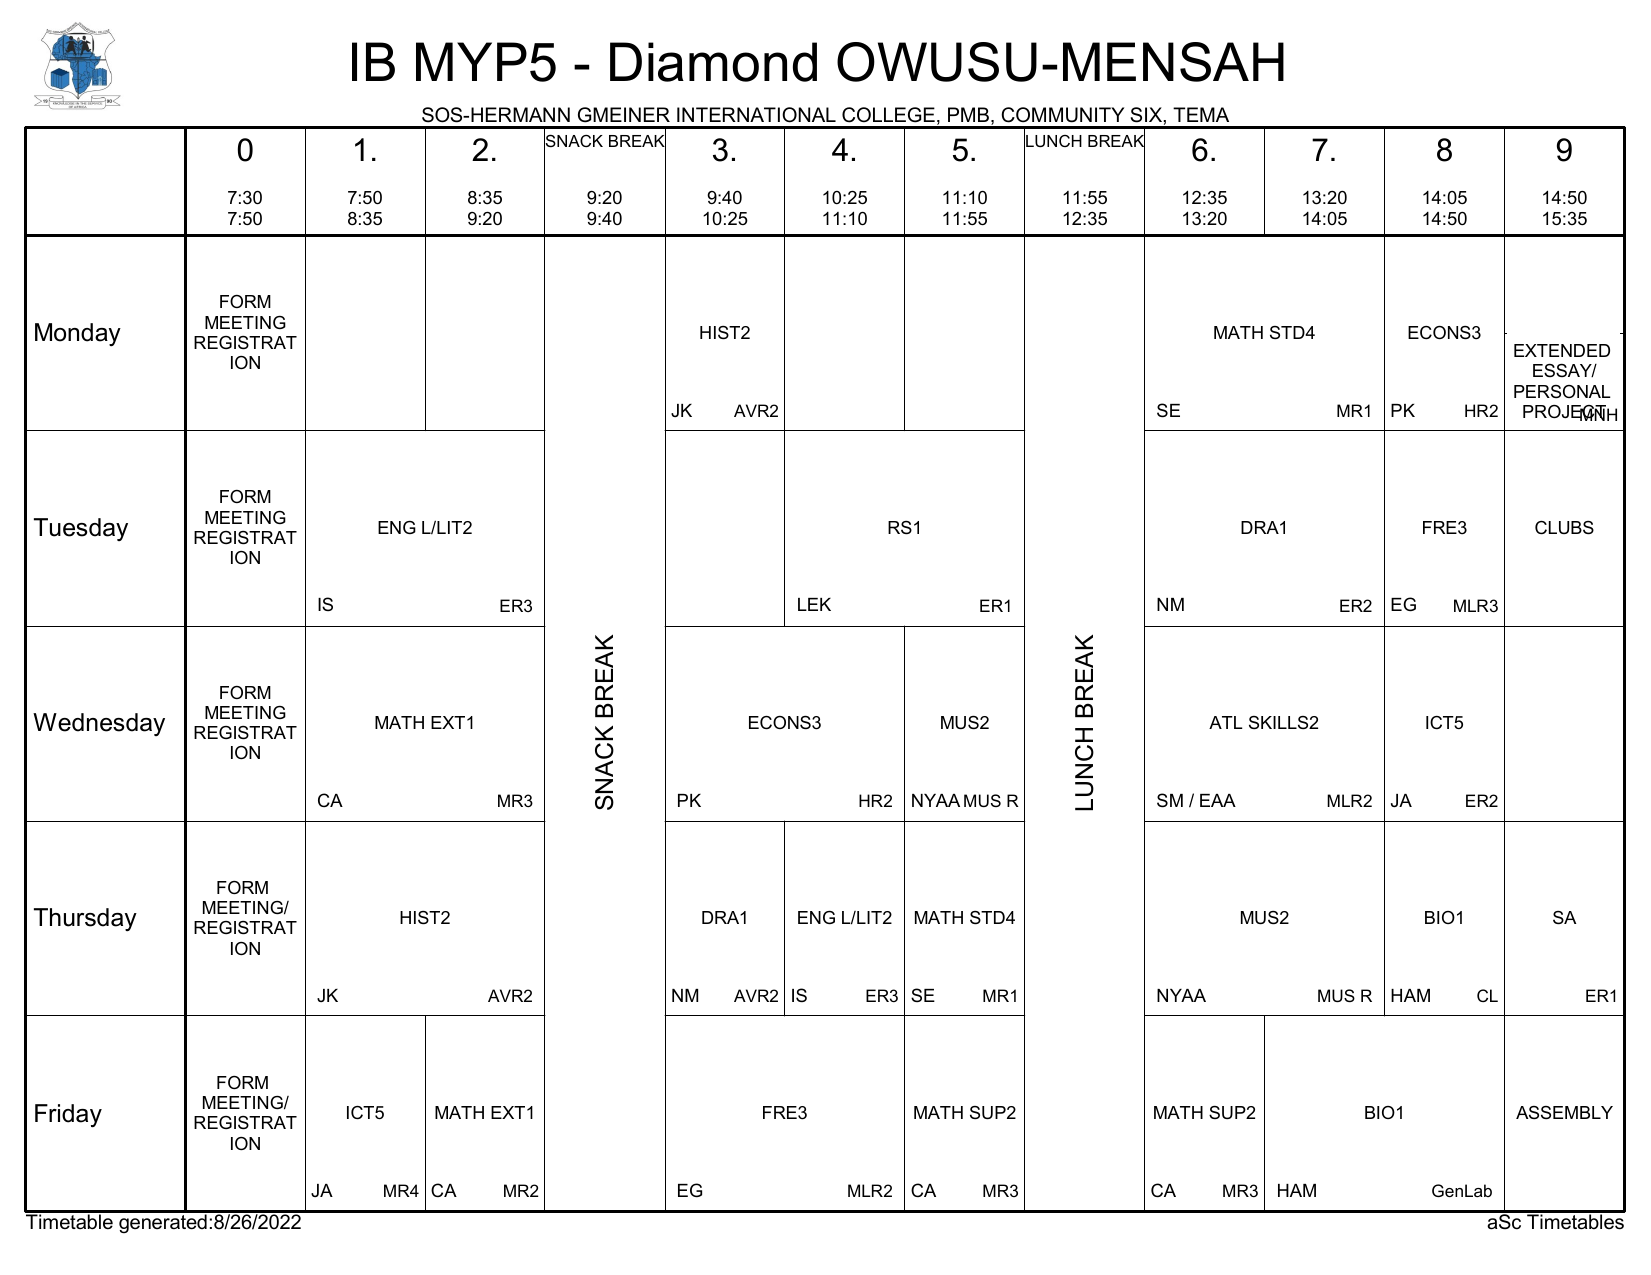 IB MYP5 - Diamond OWUSU-MENSAH
SOS-HERMANN GMEINER INTERNATIONAL COLLEGE, PMB, COMMUNITY SIX, TEMA
0 1. 2. SNACK BREAK 3. 4. 5. LUNCH BREAK 6. 7. 8 9
7:30 7:50 8:35 9:20 9:40 10:25 11:10 11:55 12:35 13:20 14:05 14:50
7:50 8:35 9:20 9:40 10:25 11:10 11:55 12:35 13:20 14:05 14:50 15:35
Monday
FORM
MEETING
REGISTRAT
ION
HIST2
JK AVR2
MATH STD4
SE MR1
ECONS3
PK HR2
EXTENDED
ESSAY/
PERSONAL
PROJECT
MNH
Tuesday
FORM
MEETING
REGISTRAT
ION
ENG L/LIT2
IS ER3
RS1
LEK ER1
DRA1
NM ER2
FRE3
EG MLR3
CLUBS
SNACK BREAK
LUNCH BREAK
Wednesday
FORM
MEETING
REGISTRAT
ION
MATH EXT1
CA MR3
ECONS3
PK HR2
MUS2
NYAA MUS R
ATL SKILLS2
SM / EAA MLR2
ICT5
JA ER2
Thursday
FORM
MEETING/
REGISTRAT
ION
HIST2
JK AVR2
DRA1
NM AVR2
ENG L/LIT2
IS ER3
MATH STD4
SE MR1
MUS2
NYAA MUS R
BIO1
HAM CL
SA
ER1
Friday
FORM
MEETING/
REGISTRAT
ION
ICT5
JA MR4
MATH EXT1
CA MR2
FRE3
EG MLR2
MATH SUP2
CA MR3
MATH SUP2
CA MR3
BIO1
HAM GenLab
ASSEMBLY
Timetable generated:8/26/2022
aSc Timetables